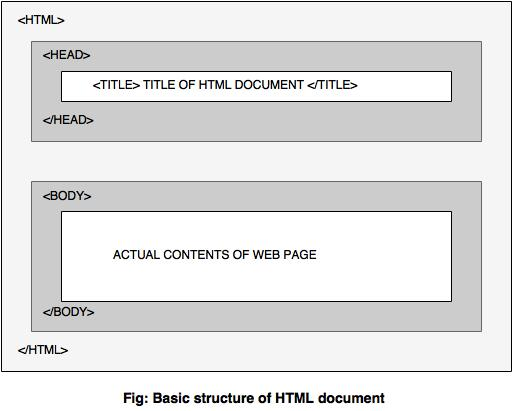 <HTML>
<HEAD>
<TITLE> TITLE OF HTML DOCUMENT </TITLE>
</HEAD>
<BODY>
ACTUAL CONTENTS OF WEB PAGE
</BODY>
</HTML>
Fig: Basic structure of HTML document